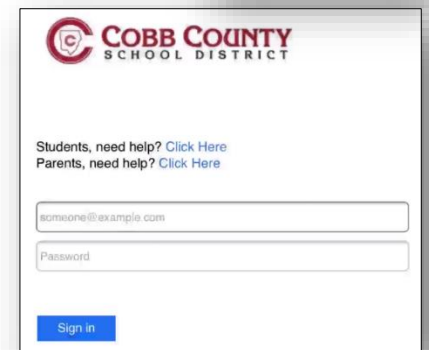 C
COBB COUNTY
SCHOOL DISTRICT
Students, need help? Click Here
Parents, need help? Click Here
someone@example.com
Password
Sign in